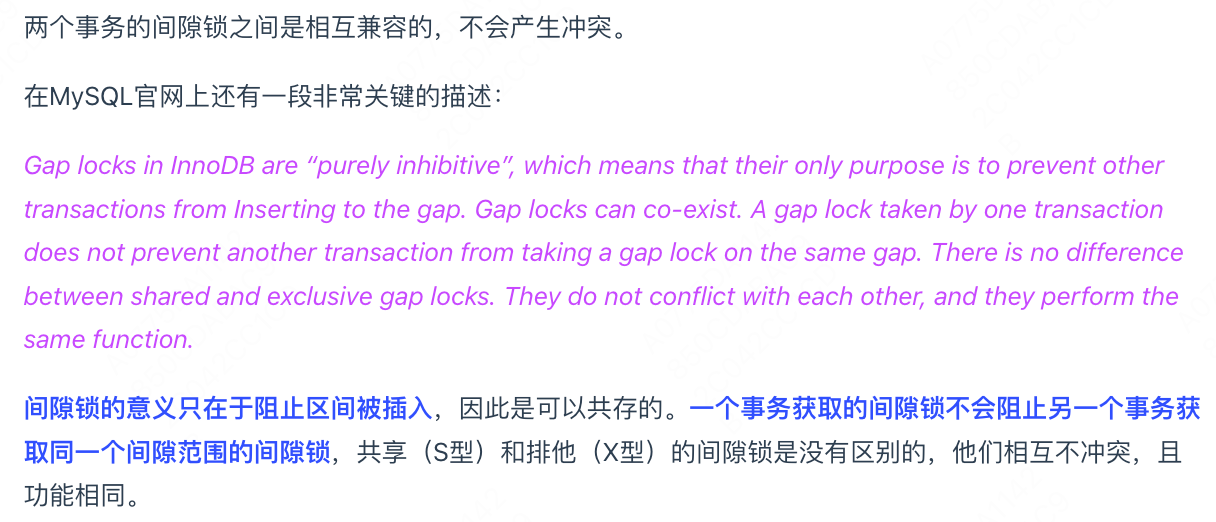 两个事务的间隙锁之间是相互兼容的，不会产生冲突。
在MySQL官网上还有一段非常关键的描述：
Gap locks in InnoDB are “purely inhibitive”, which means that their only purpose is to prevent other
transactions from Inserting to the gap. Gap locks can co-exist. A gap lock taken by one transaction
does not prevent another transaction from taking a gap lock on the same gap. There is no difference
between shared and exclusive gap locks. They do not conflict with each other, and they perform the
same function.
间隙锁的意义只在于阻止区间被插入，因此是可以共存的。一个事务获取的间隙锁不会阻止另一个事务获
取同一个间隙范围的间隙锁，共享（S型）和排他（X型）的间隙锁是没有区别的，他们相互不冲突，且
功能相同。